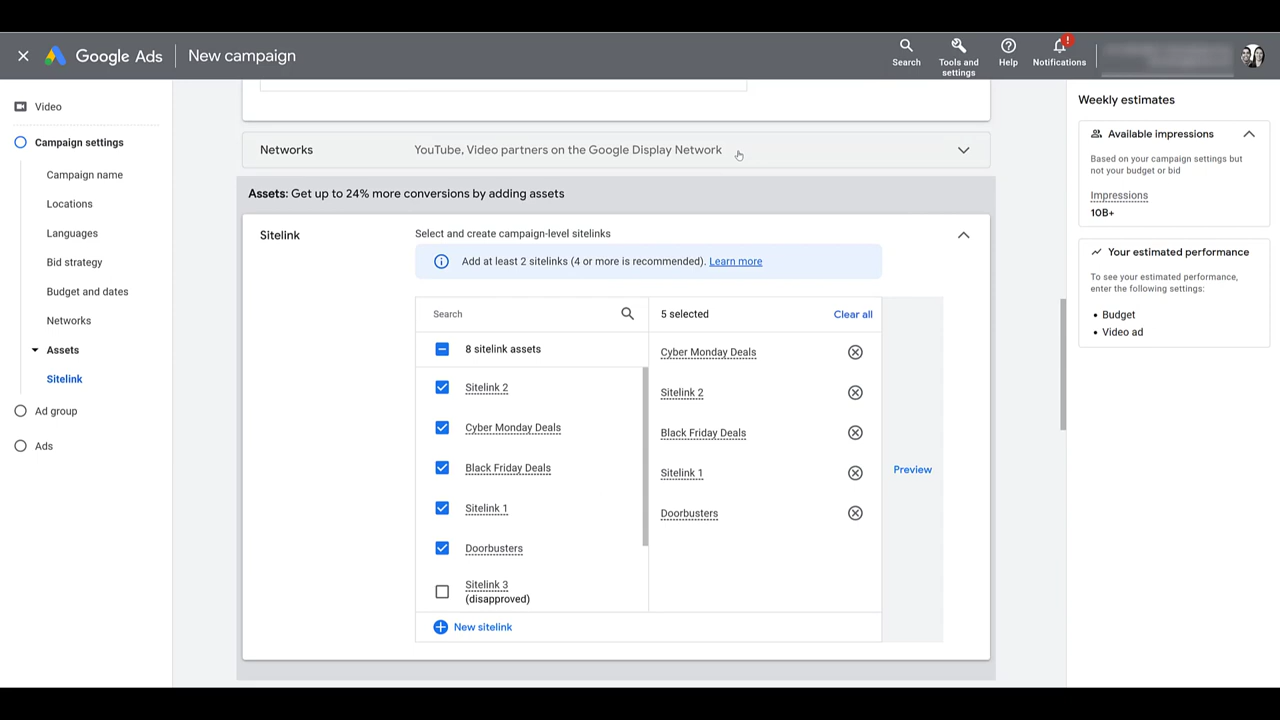 Google Ads
New campaign
Search
Tools and settings
Help
!
Notifications
Video
Campaign settings
Campaign name
Locations
Languages
Bid strategy
Budget and dates
Networks
Assets
Sitelink
Ad group
Ads
Networks
YouTube, Video partners on the Google Display Network
Assets: Get up to 24% more conversions by adding assets
Sitelink
Select and create campaign-level sitelinks
Add at least 2 sitelinks (4 or more is recommended). Learn more
Search
5 selected
Clear all
8 sitelink assets
Sitelink 2
Cyber Monday Deals
Black Friday Deals
Sitelink 1
Doorbusters
Sitelink 3
(disapproved)
New sitelink
Cyber Monday Deals
Sitelink 2
Black Friday Deals
Sitelink 1
Doorbusters
Preview
Weekly estimates
Available impressions
Based on your campaign settings but
not your budget or bid
Impressions
10B+
Your estimated performance
To see your estimated performance,
enter the following settings:
• Budget
• Video ad